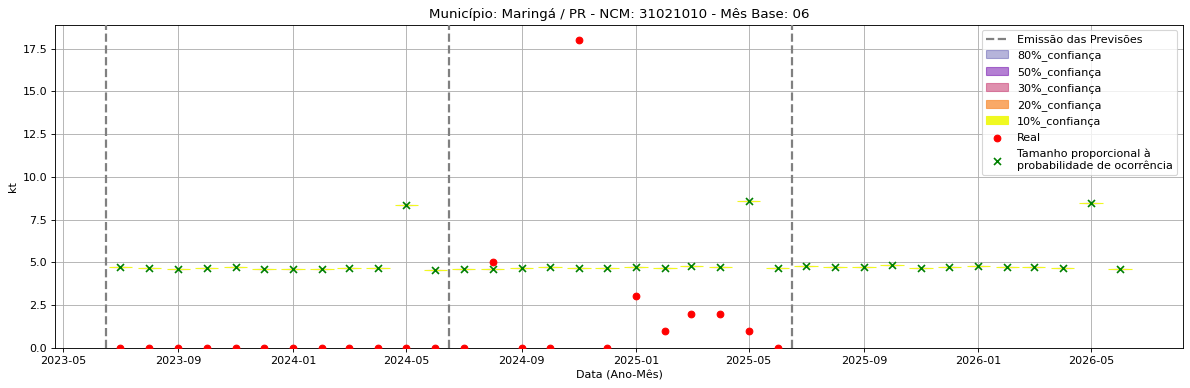 Município: Maringá / PR - NCM: 31021010 - Mês Base: 06
Emissão das Previsões
80%_confiança
50%_confiança
30%_confiança
20%_confiança
10%_confiança
Real
Tamanho proporcional à
probabilidade de ocorrência
17.5
15.0
12.5
10.0
7.5
5.0
2.5
0.0
kt
2023-05
2023-09
2024-01
2024-05
2024-09
2025-01
2025-05
2025-09
2026-01
2026-05
Data (Ano-Mês)